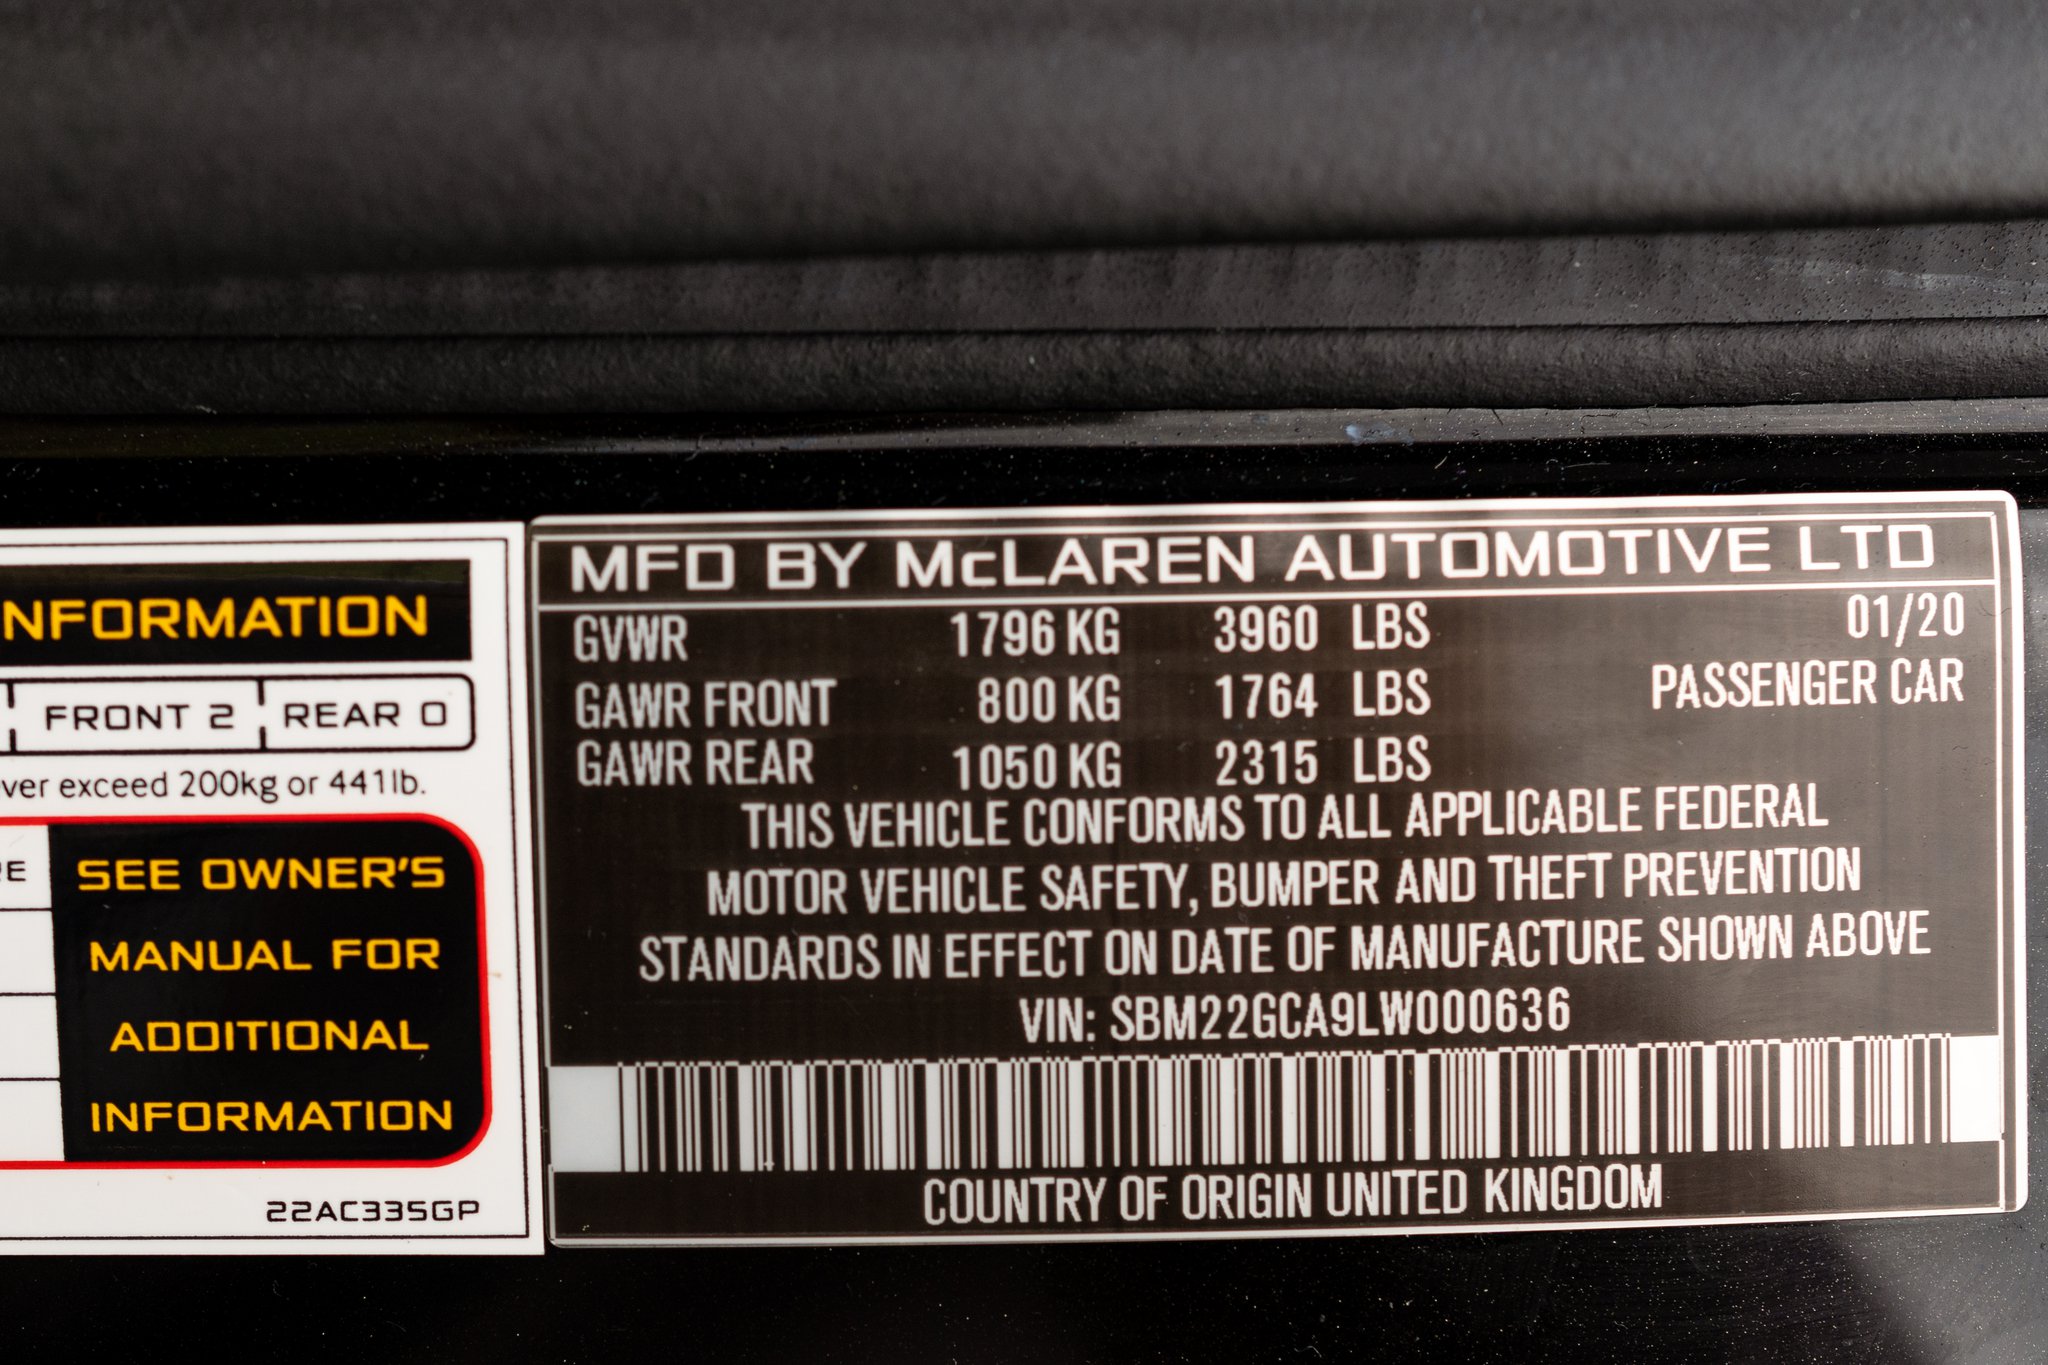 NFORMATION
FRONT 2 REAR 0
ver exceed 200kg or 441lb.
RE
SEE OWNER'S
MANUAL FOR
ADDITIONAL
INFORMATION
22AC335GP
MFD BY McLAREN AUTOMOTIVE LTD
GVWR 1796 KG 3960 LBS 01/20
GAWR FRONT 800 KG 1764 LBS PASSENGER CAR
GAWR REAR 1050 KG 2315 LBS
THIS VEHICLE CONFORMS TO ALL APPLICABLE FEDERAL
MOTOR VEHICLE SAFETY, BUMPER AND THEFT PREVENTION
STANDARDS IN EFFECT ON DATE OF MANUFACTURE SHOWN ABOVE
VIN: SBM22GCA9LW000636
COUNTRY OF ORIGIN UNITED KINGDOM